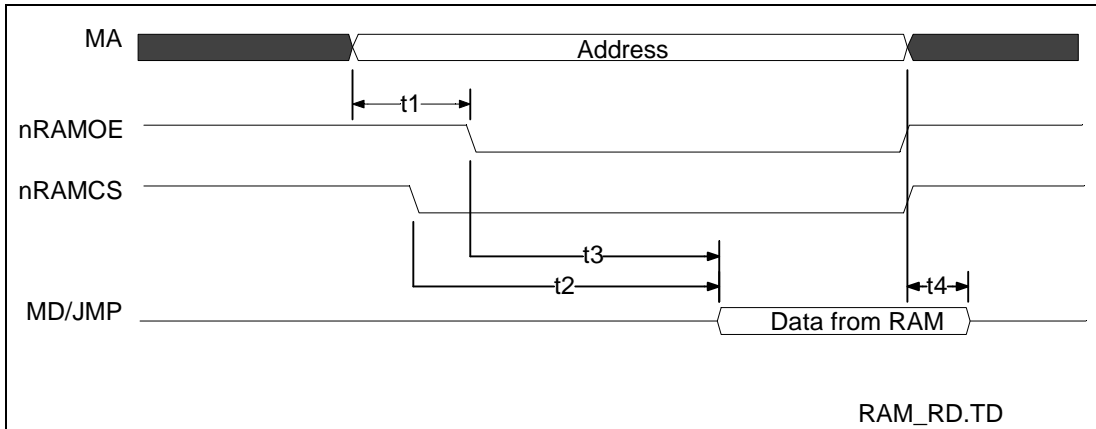 MA
Address
t1
nRAMOE
nRAMCS
t3
t2
t4
MD/JMP
Data from RAM
RAM_RD.TD